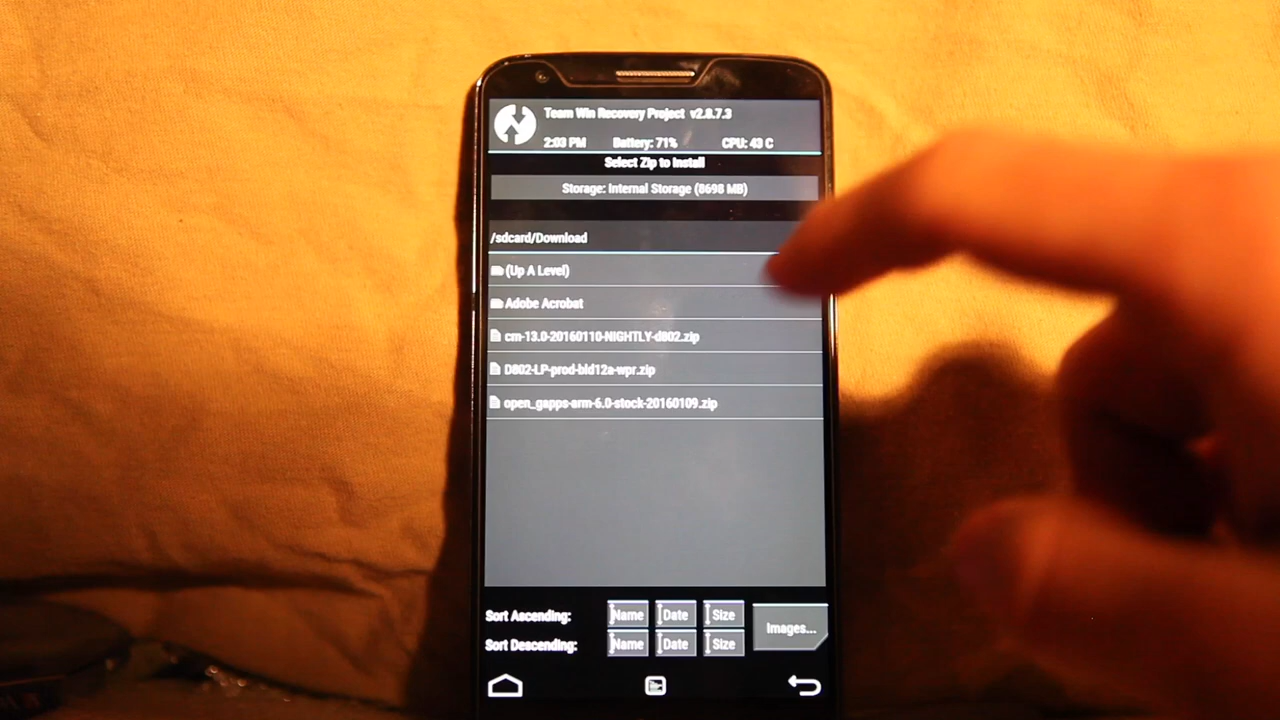 Team Win Recovery Project v2.8.7.3
2:03 PM Battery: 71% CPU: 43 C
Select Zip to Install
Storage: Internal Storage (8698 MB)
/sdcard/Download
(Up A Level)
Adobe Acrobat
cm-13.0-20160110-NIGHTLY-d802.zip
D802-LP-prod-bld12a-wpr.zip
open_gapps-arm-6.0-stock-20160109.zip
Sort Ascending: Name Date Size
Images...
Sort Descending: Name Date Size